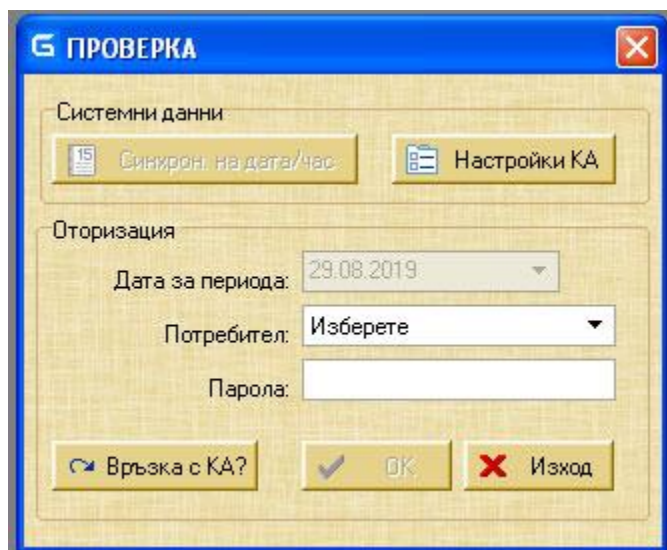 G ПРОВЕРКА
Системни данни
15 Синхрон. на дата/час
Настройки КА
Оторизация
Дата за периода: 29.08.2019
Потребител: Изберете
Парола:
Връзка с КА?
OK
Изход